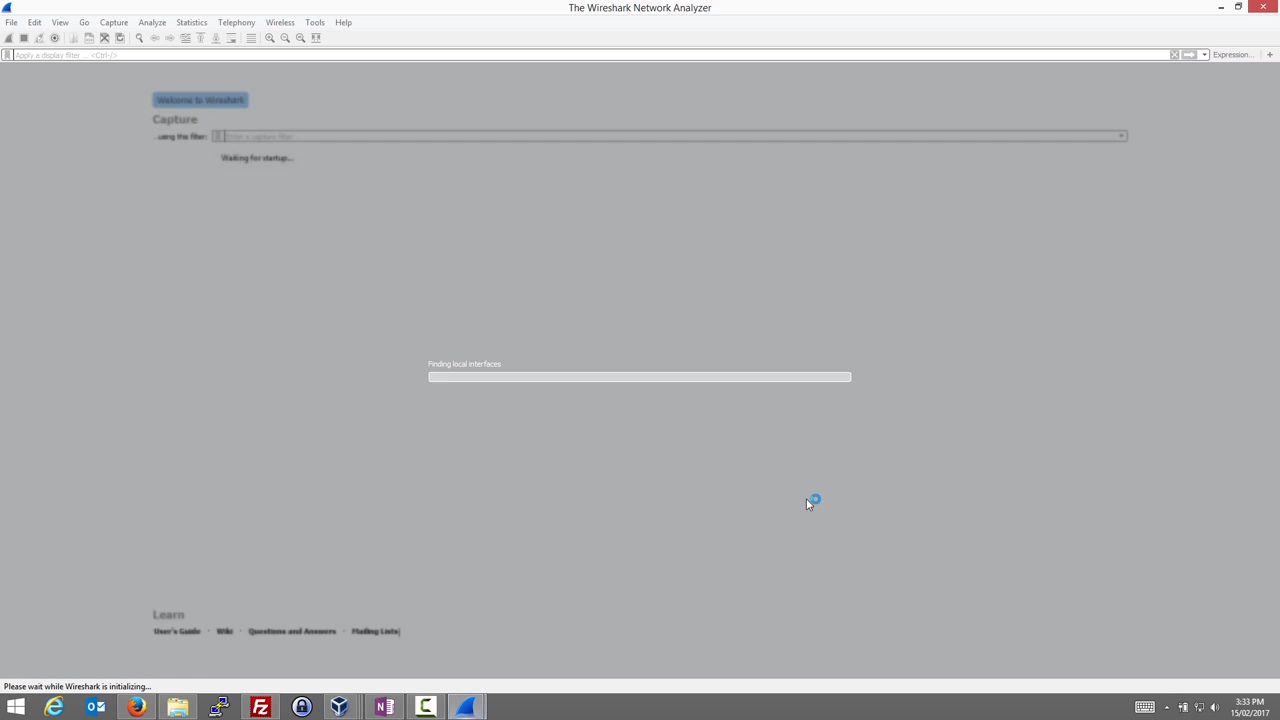 The Wireshark Network Analyzer
File Edit View Go Capture Analyze Statistics Telephony Wireless Tools Help
Apply a display filter ... <Ctrl-/> Expression...
Welcome to Wireshark
Capture
...using this filter: Enter a capture filter ...
Waiting for startup...
Finding local interfaces
Learn
User's Guide · Wiki · Questions and Answers · Mailing Lists
Please wait while Wireshark is initializing...
3:33 PM
15/02/2017